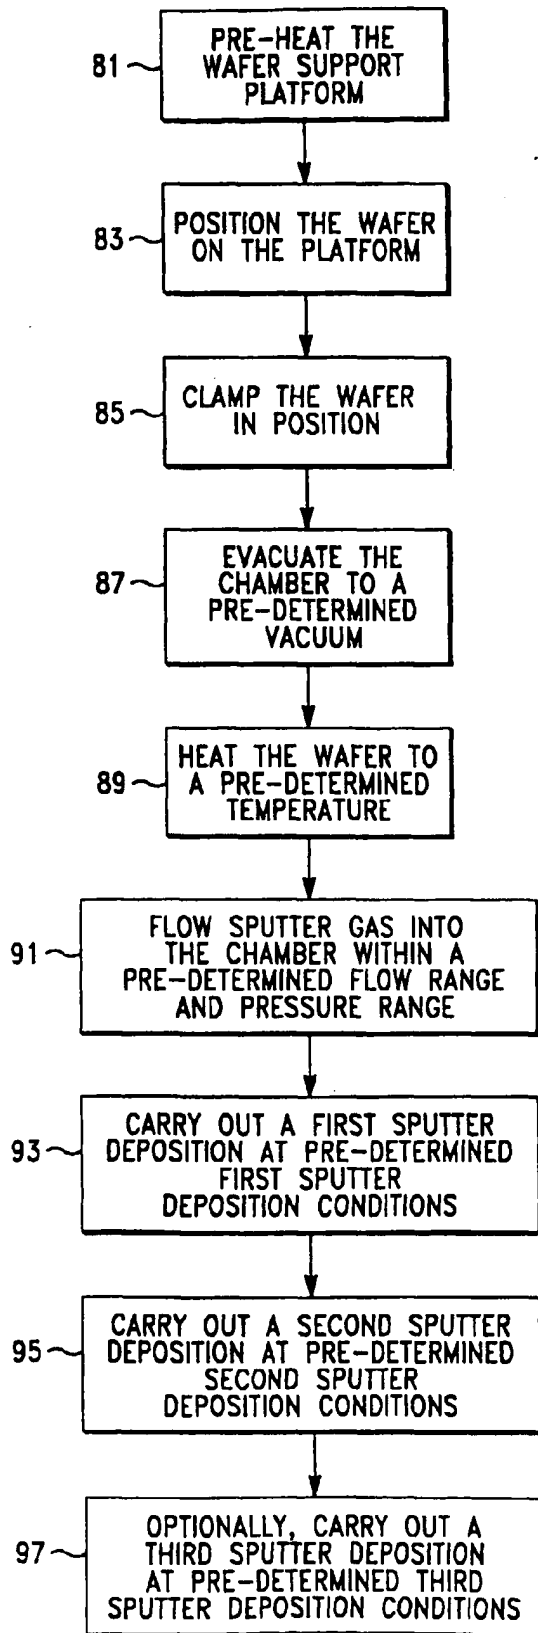 81
PRE-HEAT THE
WAFER SUPPORT
PLATFORM
83
POSITION THE WAFER
ON THE PLATFORM
85
CLAMP THE WAFER
IN POSITION
87
EVACUATE THE
CHAMBER TO A
PRE-DETERMINED
VACUUM
89
HEAT THE WAFER TO
A PRE-DETERMINED
TEMPERATURE
91
FLOW SPUTTER GAS INTO
THE CHAMBER WITHIN A
PRE-DETERMINED FLOW RANGE
AND PRESSURE RANGE
93
CARRY OUT A FIRST SPUTTER
DEPOSITION AT PRE-DETERMINED
FIRST SPUTTER
DEPOSITION CONDITIONS
95
CARRY OUT A SECOND SPUTTER
DEPOSITION AT PRE-DETERMINED
SECOND SPUTTER
DEPOSITION CONDITIONS
97
OPTIONALLY, CARRY OUT A
THIRD SPUTTER DEPOSITION
AT PRE-DETERMINED THIRD
SPUTTER DEPOSITION CONDITIONS